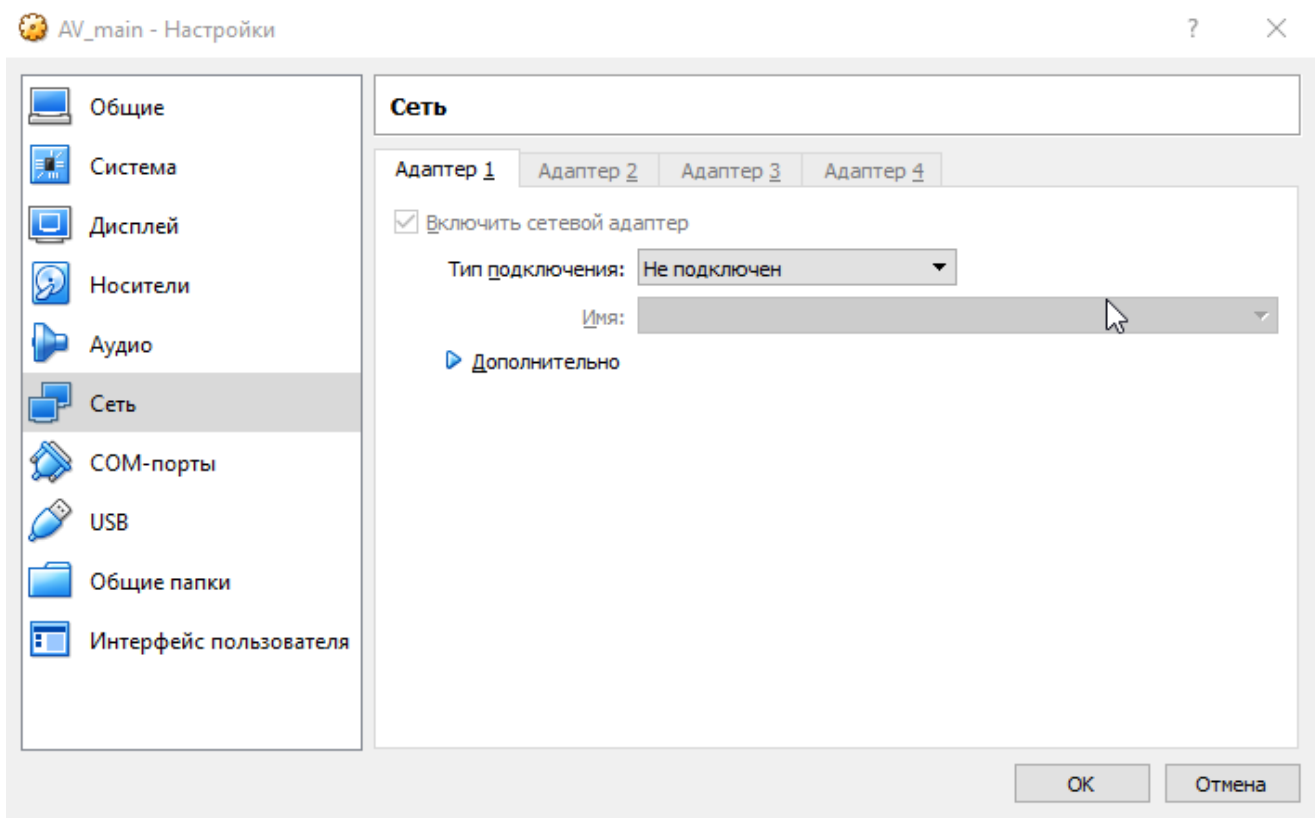 AV_main - Настройки
Общие
Система
Дисплей
Носители
Аудио
Сеть
COM-порты
USB
Общие папки
Интерфейс пользователя
Сеть
Адаптер 1 Адаптер 2 Адаптер 3 Адаптер 4
Включить сетевой адаптер
Тип подключения: Не подключен
Имя:
Дополнительно
OK Отмена